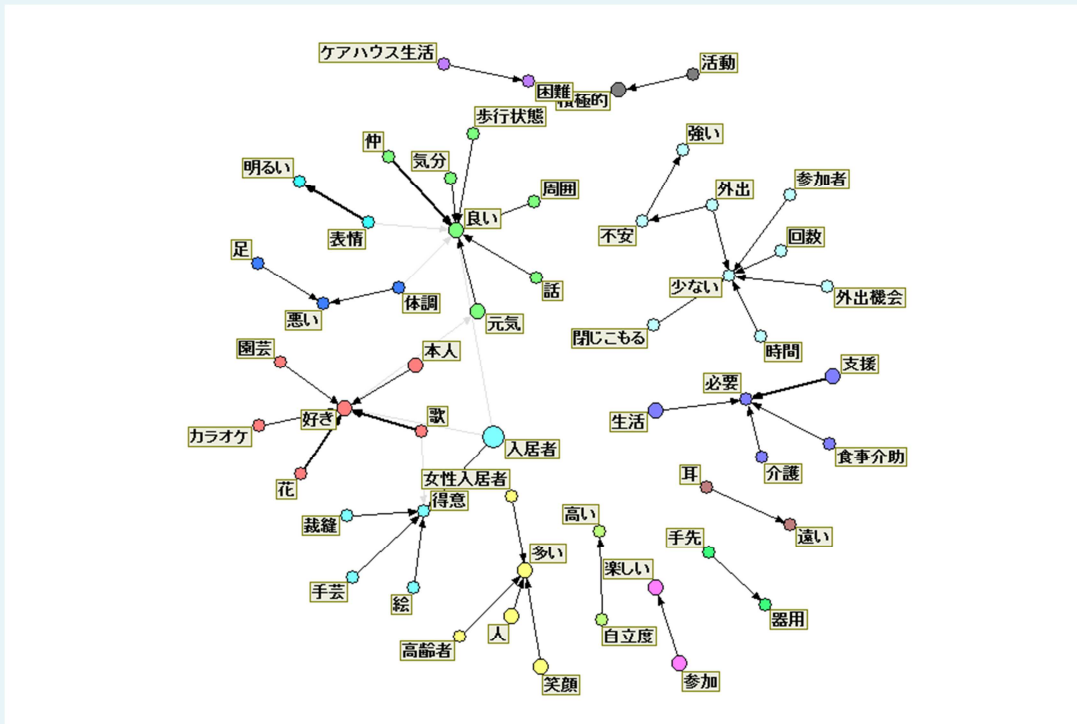 ケアハウス生活
困難
積極的
活動
歩行状態
仲
気分
明るい
周囲
良い
表情
足
体調
悪い
話
元気
強い
外出
参加者
不安
回数
少ない
外出機会
閉じこもる
時間
園芸
本人
好き
歌
カラオケ
花
入居者
女性入居者
得意
裁縫
手芸
絵
支援
必要
生活
食事介助
介護
耳
遠い
高い
手先
多い
楽しい
器用
人
自立度
高齢者
笑顔
参加